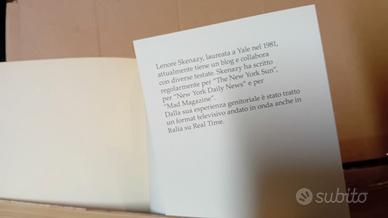 Lenore Skenazy, laureata a Yale nel 1981,
attualmente tiene un blog e collabora
con diverse testate. Skenazy ha scritto
regolarmente per "The New York Sun",
per "New York Daily News" e per
"Mad Magazine".
Dalla sua esperienza genitoriale è stato tratto
un format televisivo andato in onda anche in
Italia su Real Time.
subito